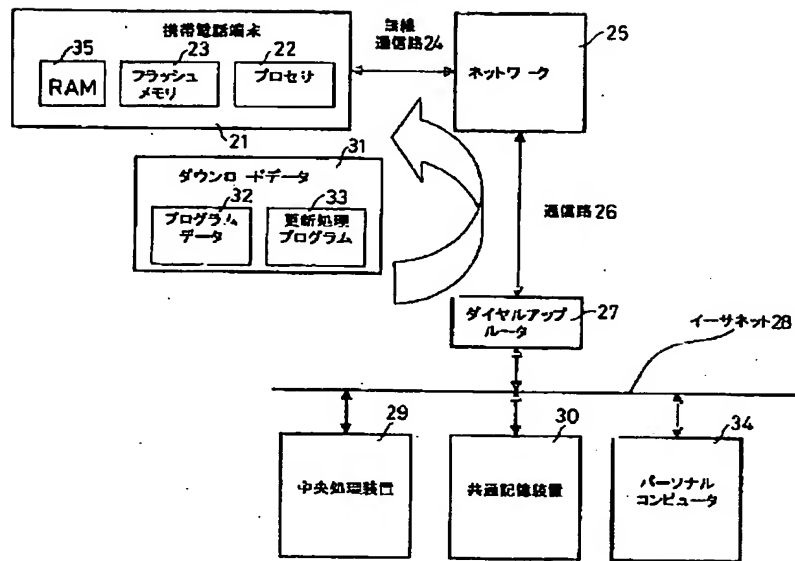 携帯電話端末
35
23
22
RAM
フラッシュ
メモリ
プロセサ
21
無線
通信路24
25
ネットワーク
31
ダウンロードデータ
32
33
プログラム
データ
更新処理
プログラム
通信路26
ダイヤルアップ
ルータ
27
イーサネット28
29
中央処理装置
30
共通記憶装置
34
パーソナル
コンピュータ